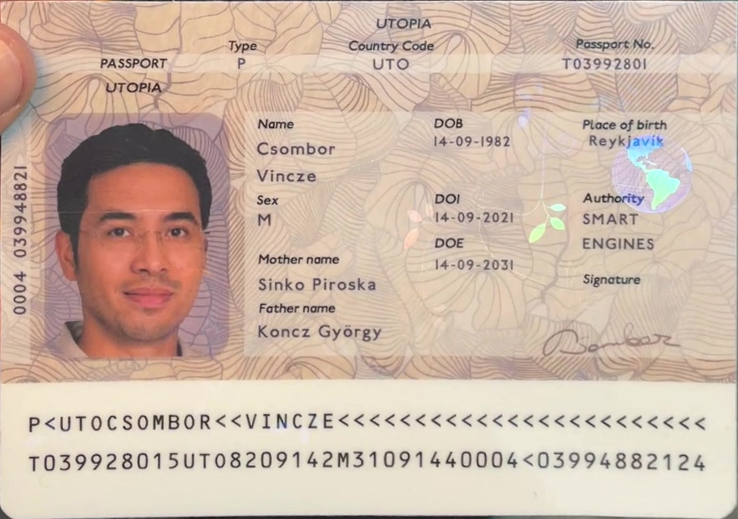 UTOPIA
Type Country Code Passport No.
PASSPORT P UTO T03992801
UTOPIA
Name DOB Place of birth
Csombor 14-09-1982 Reykjavík
Vincze
Sex DOI Authority
M 14-09-2021 SMART
DOE ENGINES
Mother name 14-09-2031
Sinko Piroska Signature
Father name
Koncz György
0004 039948821
P<UTOCSOMBOR<<VINCZE<<<<<<<<<<<<<<<<<<<<<<<<
T039928015UTO8209142M31091440004<03994882124